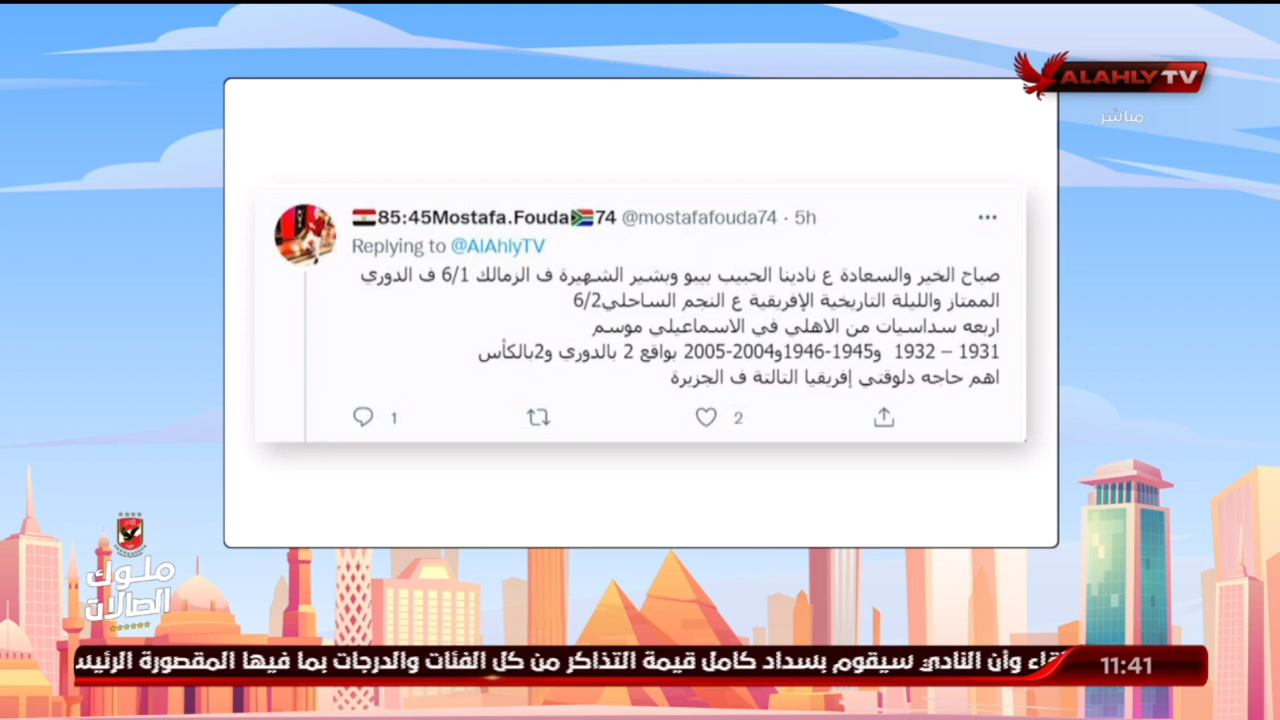 ALAHLY TV
مباشر
85:45Mostafa.Fouda 74 @mostafafouda74 · 5h
Replying to @AlAhlyTV
صباح الخير والسعادة ع نادينا الحبيب بيبو وبشير الشهيرة ف الزمالك 6/1 ف الدوري
الممتاز والليلة التاريخية الإفريقية ع النجم الساحلي6/2
اربعه سداسيات من الاهلي في الاسماعيلي موسم
1931 – 1932 و1945-1946و2004-2005 بواقع 2 بالدوري و2بالكأس
اهم حاجه دلوقتي إفريقيا التالتة ف الجزيرة
1
2
ملوك
الصالات
وأن النادي سيقوم بسداد كامل قيمة التذاكر من كل الفئات والدرجات بما فيها المقصورة
11:41